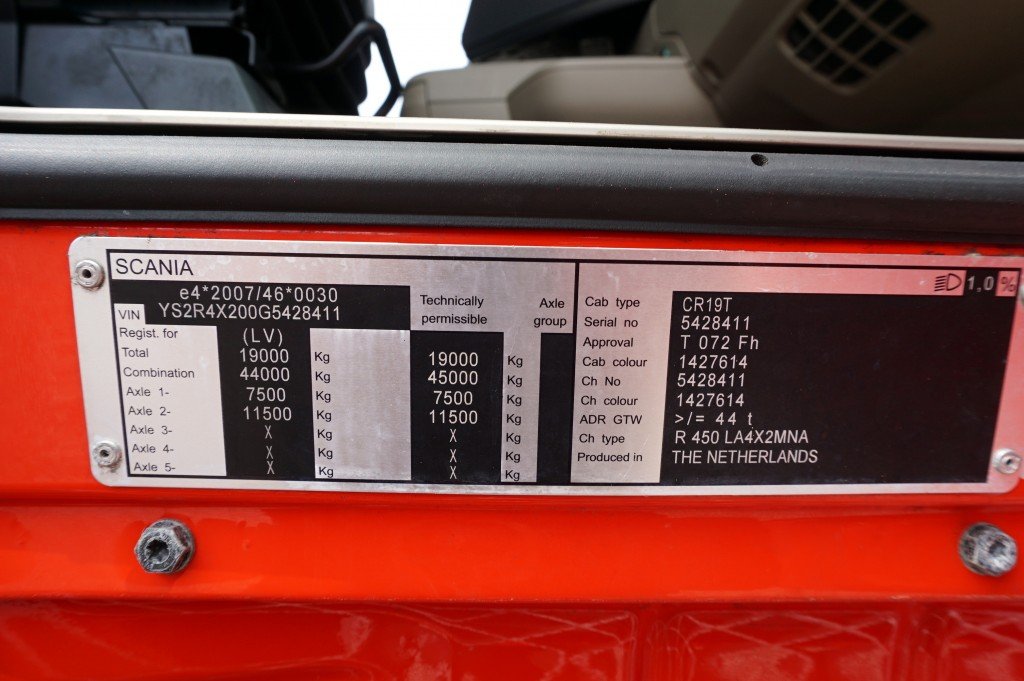 SCANIA
e4*2007/46*0030
VIN YS2R4X200G5428411
Technically permissible
Axle group
Regist. for (LV)
Total 19000 Kg 19000 Kg
Combination 44000 Kg 45000 Kg
Axle 1- 7500 Kg 7500 Kg
Axle 2- 11500 Kg 11500 Kg
Axle 3- X Kg X Kg
Axle 4- X Kg X Kg
Axle 5- X Kg X Kg
1,0 %
Cab type CR19T
Serial no 5428411
Approval T 072 Fh
Cab colour 1427614
Ch No 5428411
Ch colour 1427614
ADR GTW >/= 44 t
Ch type R 450 LA4X2MNA
Produced in THE NETHERLANDS